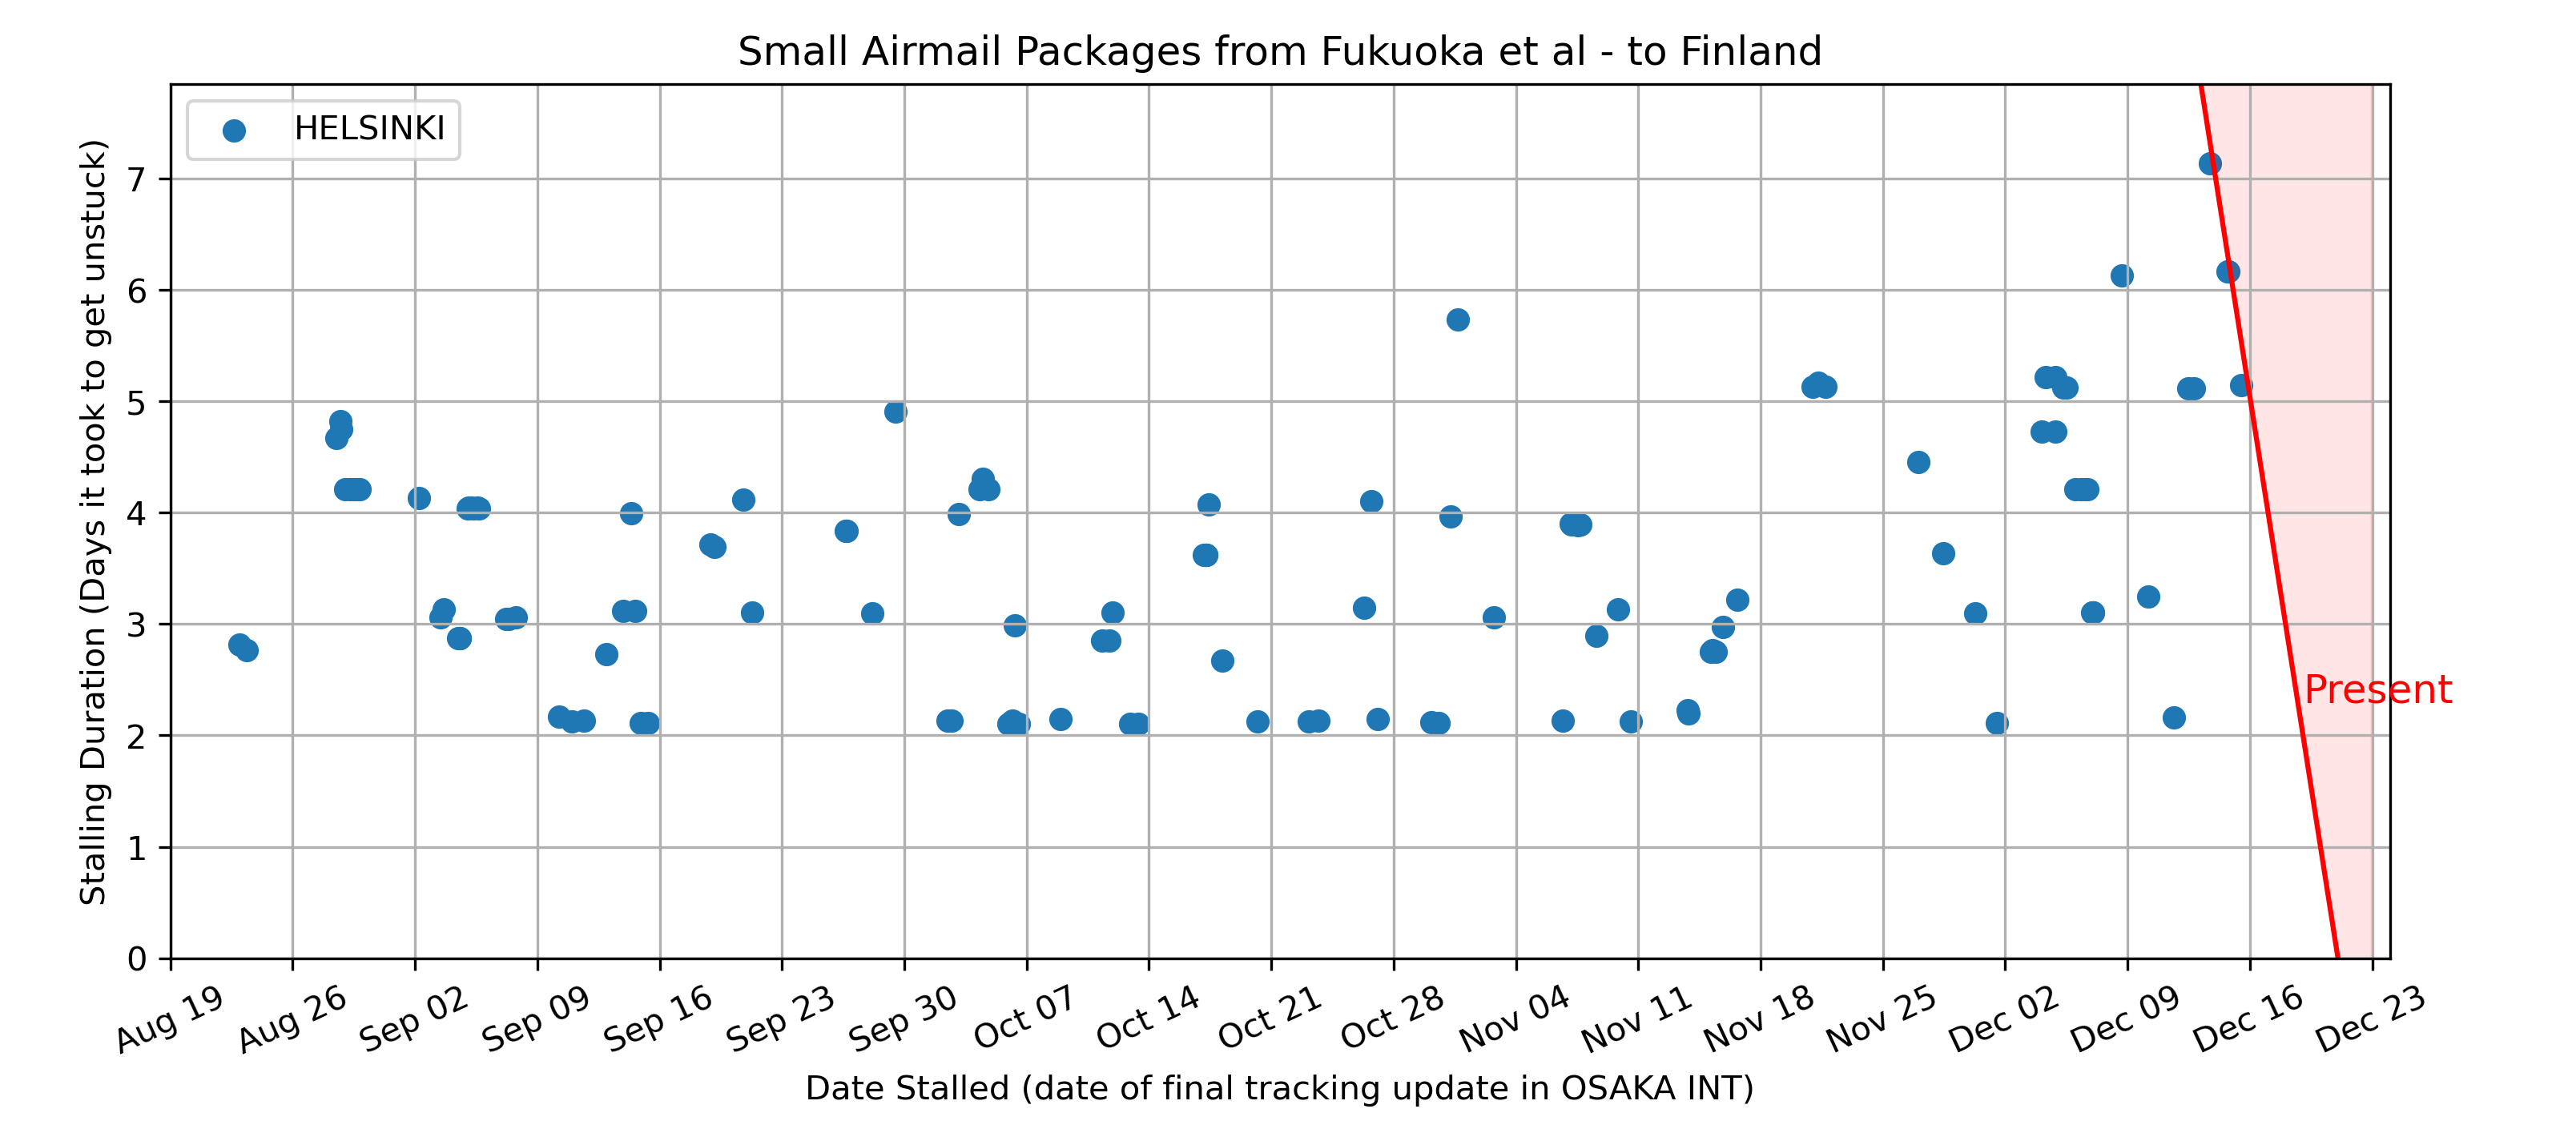 Small Airmail Packages from Fukuoka et al - to Finland
HELSINKI
Stalling Duration (Days it took to get unstuck)
7
6
5
4
3
2
1
0
Present
Aug 19
Aug 26
Sep 02
Sep 09
Sep 16
Sep 23
Sep 30
Oct 07
Oct 14
Oct 21
Oct 28
Nov 04
Nov 11
Nov 18
Nov 25
Dec 02
Dec 09
Dec 16
Dec 23
Date Stalled (date of final tracking update in OSAKA INT)